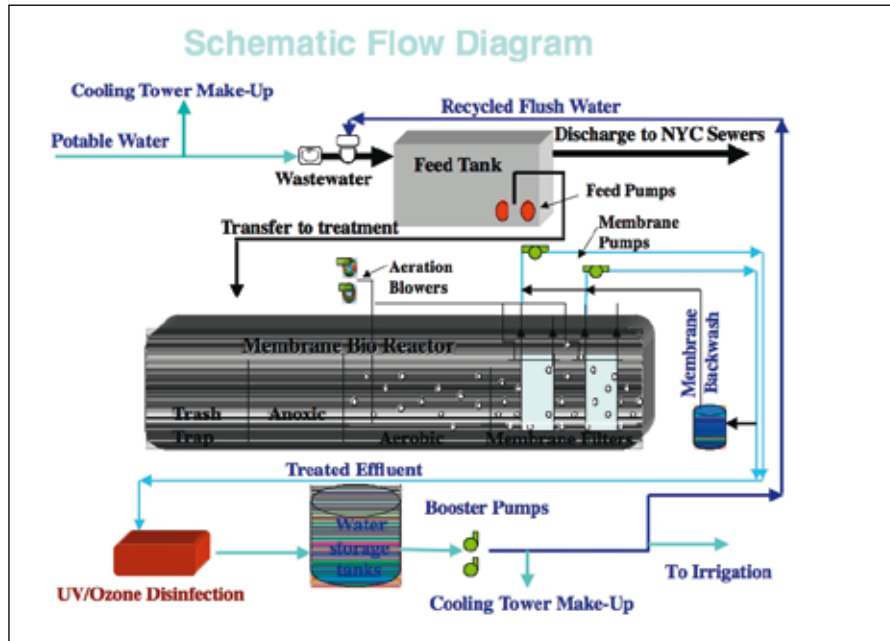 Schematic Flow Diagram
Cooling Tower Make-Up
Recycled Flush Water
Potable Water
Discharge to NYC Sewers
Wastewater
Feed Tank
Feed Pumps
Transfer to treatment
Membrane
Pumps
Aeration
Blowers
Membrane Bio Reactor
Membrane
Backwash
Trash
Trap
Anoxic
Aerobic
Membrane Filters
Treated Effluent
Booster Pumps
Water
storage
tanks
To Irrigation
UV/Ozone Disinfection
Cooling Tower Make-Up